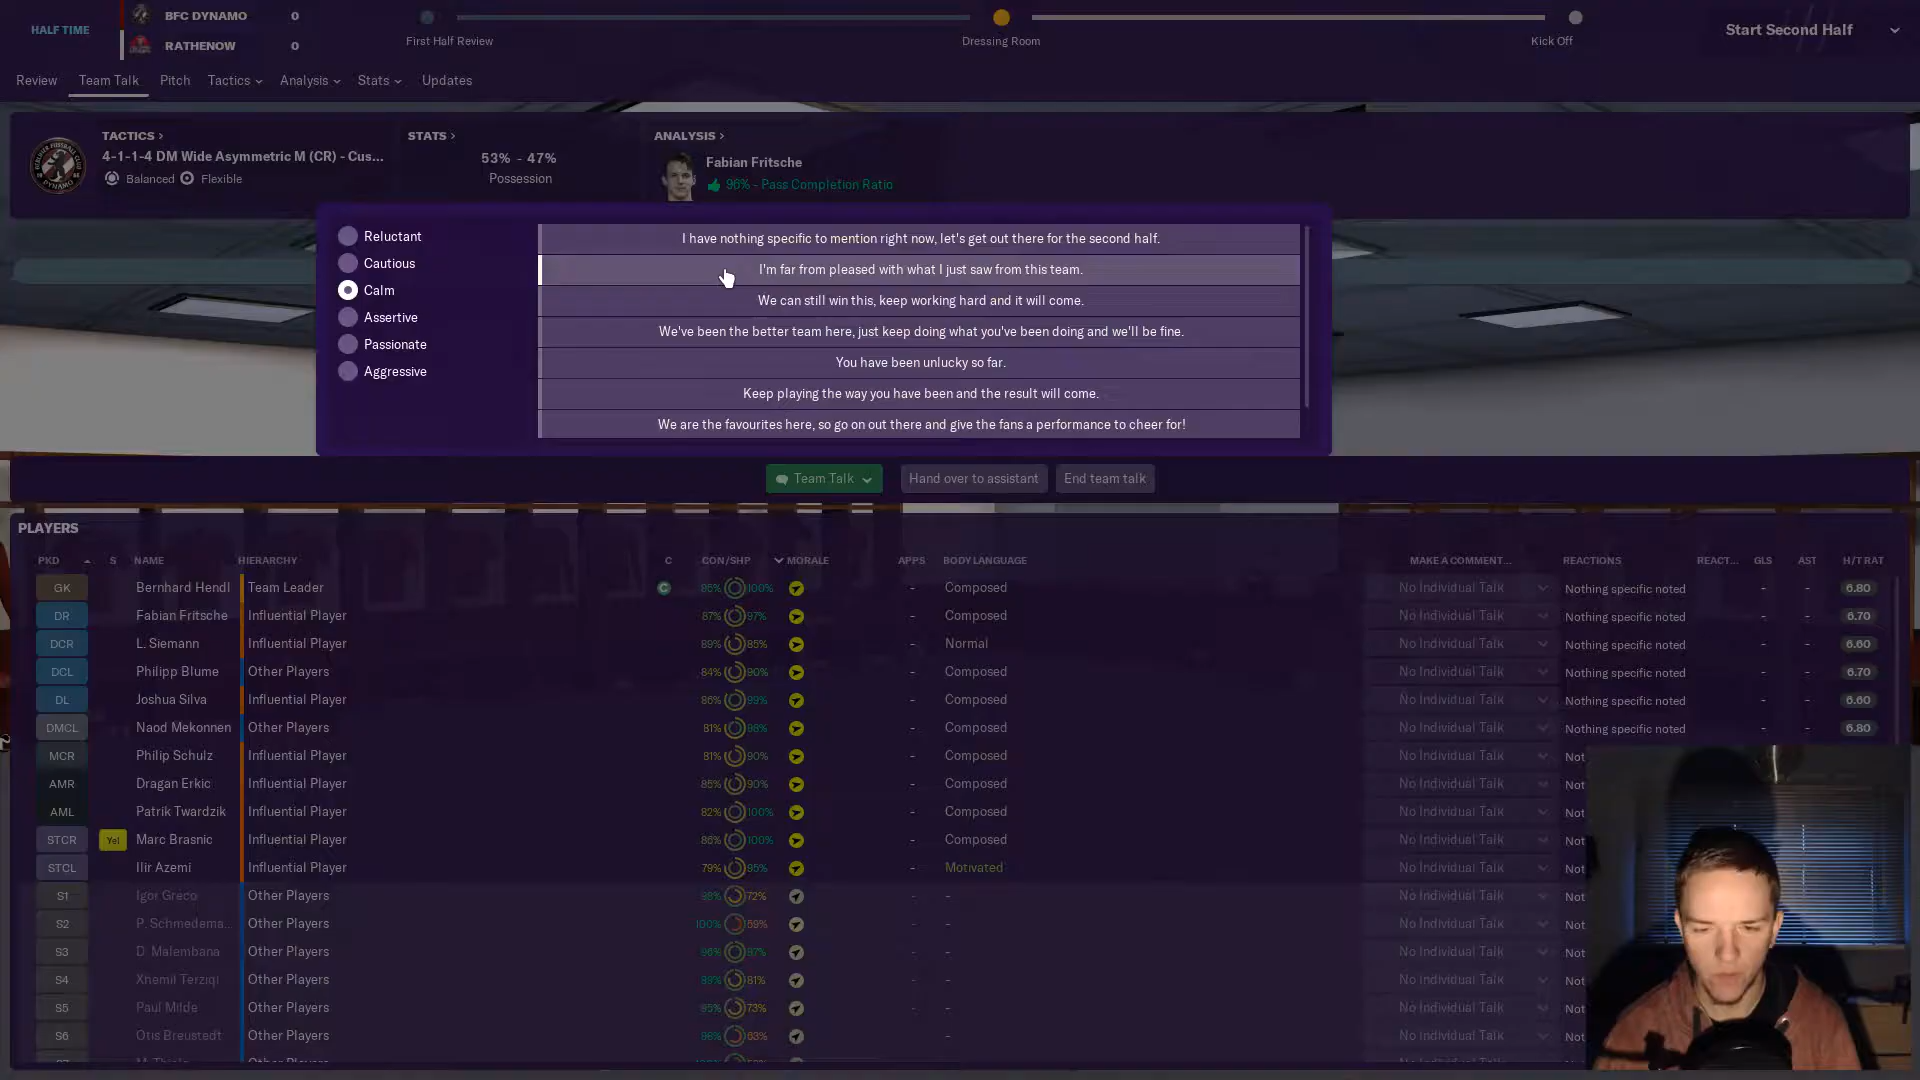 HALF TIME
BFC DYNAMO 0
RATHENOW 0
First Half Review
Dressing Room
Kick Off
Start Second Half
Review Team Talk Pitch Tactics Analysis Stats Updates
TACTICS >
4-1-1-4 DM Wide Asymmetric M (CR) - Cus...
Balanced Flexible
STATS >
53% - 47%
Possession
ANALYSIS >
Fabian Fritsche
96% - Pass Completion Ratio
Reluctant
Cautious
Calm
Assertive
Passionate
Aggressive
I have nothing specific to mention right now, let's get out there for the second half.
I'm far from pleased with what I just saw from this team.
We can still win this, keep working hard and it will come.
We've been the better team here, just keep doing what you've been doing and we'll be fine.
You have been unlucky so far.
Keep playing the way you have been and the result will come.
We are the favourites here, so go on out there and give the fans a performance to cheer for!
Team Talk Hand over to assistant End team talk
PLAYERS
PKD S NAME HIERARCHY C CON/SHP MORALE APPS BODY LANGUAGE MAKE A COMMENT... REACTIONS REACT... GLS AST H/T RAT
GK Bernhard Hendl Team Leader C 85% 100% - Composed No Individual Talk Nothing specific noted - - 6.80
DR Fabian Fritsche Influential Player 87% 97% - Composed No Individual Talk Nothing specific noted - - 6.70
DCR L. Siemann Influential Player 89% 85% - Normal No Individual Talk Nothing specific noted - - 6.60
DCL Philipp Blume Other Players 84% 90% - Composed No Individual Talk Nothing specific noted - - 6.70
DL Joshua Silva Influential Player 86% 99% - Composed No Individual Talk Nothing specific noted - - 6.60
DMCL Naod Mekonnen Other Players 81% 98% - Composed No Individual Talk Nothing specific noted - - 6.80
MCR Philip Schulz Influential Player 81% 90% - Composed No Individual Talk Not
AMR Dragan Erkic Influential Player 85% 90% - Composed No Individual Talk Not
AML Patrik Twardzik Influential Player 82% 100% - Composed No Individual Talk Not
STCR Yel Marc Brasnic Influential Player 86% 100% - Composed No Individual Talk Not
STCL Ilir Azemi Influential Player 79% 95% - Motivated No Individual Talk Not
S1 Igor Greco Other Players 98% 72% - - No Individual Talk Not
S2 P. Schmedema... Other Players 100% 59% - - No Individual Talk Not
S3 D. Malembana Other Players 96% 87% - - No Individual Talk Not
S4 Xhemil Terziqi Other Players 99% 81% - - No Individual Talk Not
S5 Paul Milde Other Players 95% 73% - - No Individual Talk Not
S6 Otis Breustedt Other Players 96% 63% - - No Individual Talk Not